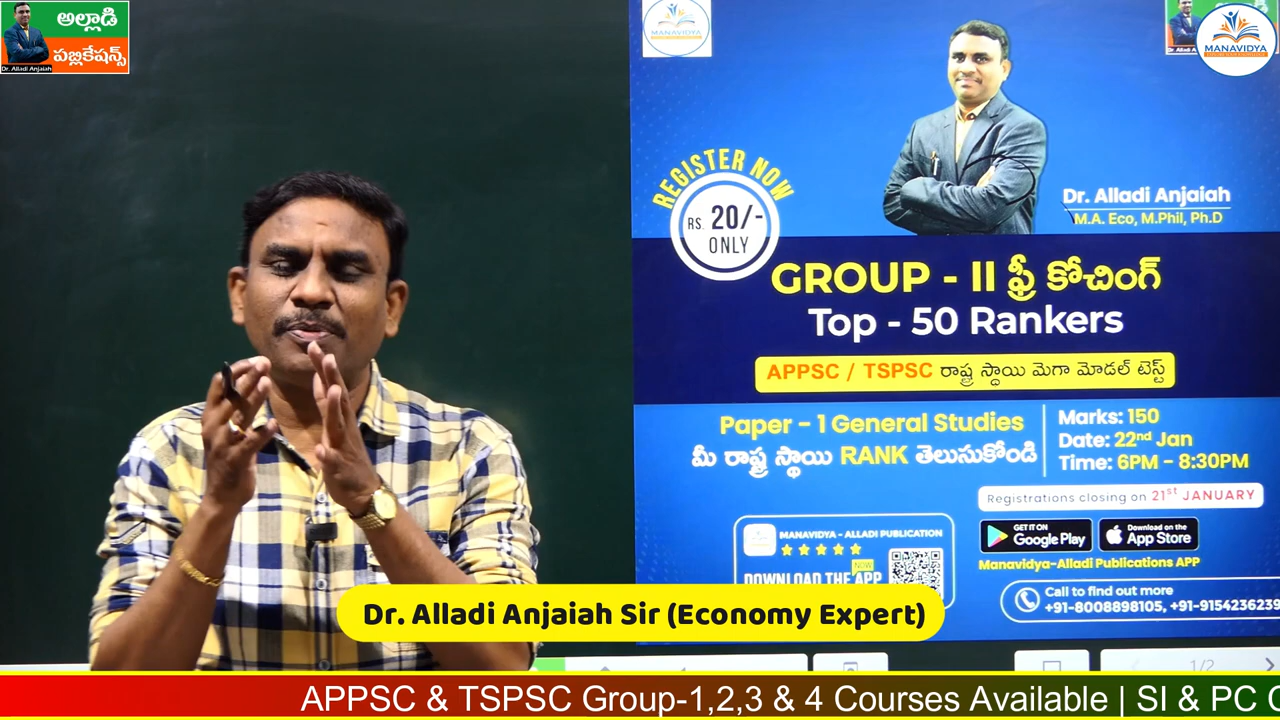 అల్లాడి
పబ్లికేషన్స్
Dr. Alladi Anjaiah
MANAVIDYA
MANAVIDYA
REGISTER NOW
RS. 20/-
ONLY
Dr. Alladi Anjaiah
M.A. Eco, M.Phil, Ph.D
GROUP - II ఫ్రీ కోచింగ్
Top - 50 Rankers
APPSC / TSPSC రాష్ట్ర స్థాయి మెగా మోడల్ టెస్ట్
Paper - 1 General Studies
మీ రాష్ట్ర స్థాయి RANK తెలుసుకోండి
Marks: 150
Date: 22nd Jan
Time: 6PM - 8:30PM
Registrations closing on 21st JANUARY
MANAVIDYA - ALLADI PUBLICATION
NOW
DOWNLOAD THE APP
GET IT ON
Google Play
Download on the
App Store
Manavidya-Alladi Publications APP
Call to find out more
+91-8008898105, +91-9154236239
Dr. Alladi Anjaiah Sir (Economy Expert)
1/2
APPSC & TSPSC Group-1,2,3 & 4 Courses Available | SI & PC